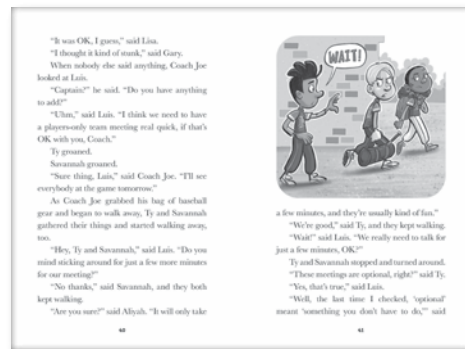 "It was OK, I guess," said Lisa.
"I thought it kind of stunk," said Gary.
When nobody else said anything, Coach Joe
looked at Luis.
"Captain?" he said. "Do you have anything
to add?"
"Uhm," said Luis. "I think we need to have
a players-only team meeting real quick, if that's
OK with you, Coach."
Ty groaned.
Savannah groaned.
"Sure thing, Luis," said Coach Joe. "I'll see
everybody at the game tomorrow."
As Coach Joe grabbed his bag of baseball
gear and began to walk away, Ty and Savannah
gathered their things and started walking away,
too.
"Hey, Ty and Savannah," said Luis. "Do you
mind sticking around for just a few more minutes
for our meeting?"
"No thanks," said Savannah, and they both
kept walking.
"Are you sure?" said Aliyah. "It will only take
40
WAIT!
a few minutes, and they're usually kind of fun."
"We're good," said Ty, and they kept walking.
"Wait!" said Luis. "We really need to talk for
just a few minutes, OK?"
Ty and Savannah stopped and turned around.
"These meetings are optional, right?" said Ty.
"Yes, that's true," said Luis.
"Well, the last time I checked, 'optional'
meant 'something you don't have to do,'" said
41